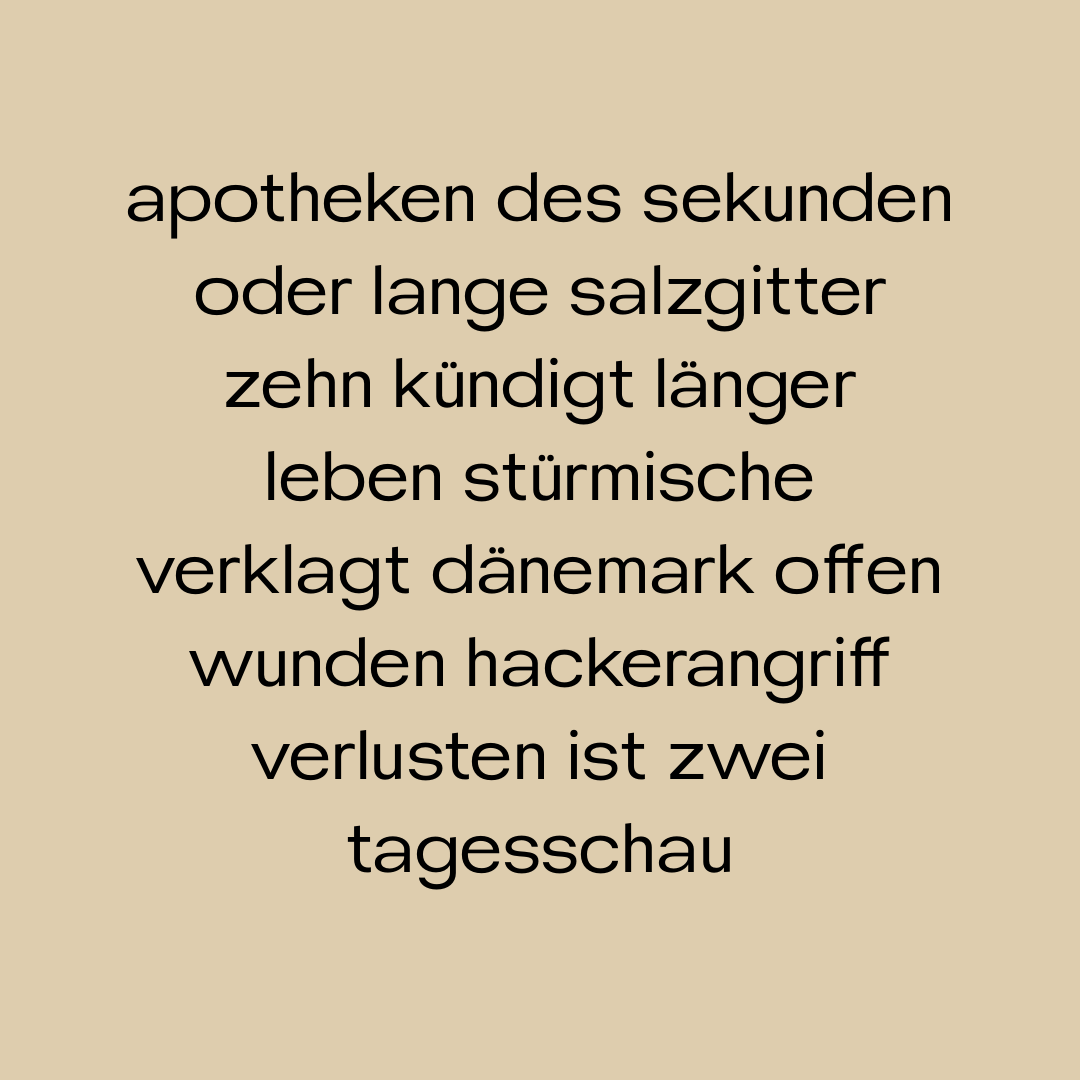 apotheken des sekunden
oder lange salzgitter
zehn kündigt länger
leben stürmische
verklagt dänemark offen
wunden hackerangriff
verlusten ist zwei
tagesschau